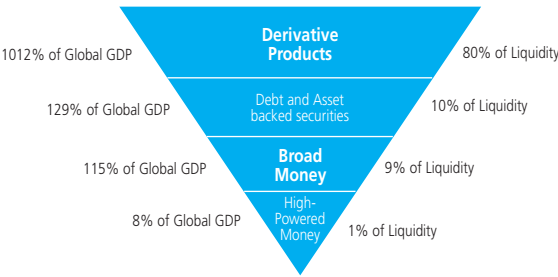 Derivative
Products
1012% of Global GDP
80% of Liquidity
Debt and Asset
backed securities
129% of Global GDP
10% of Liquidity
Broad
Money
115% of Global GDP
9% of Liquidity
High-
Powered
Money
8% of Global GDP
1% of Liquidity